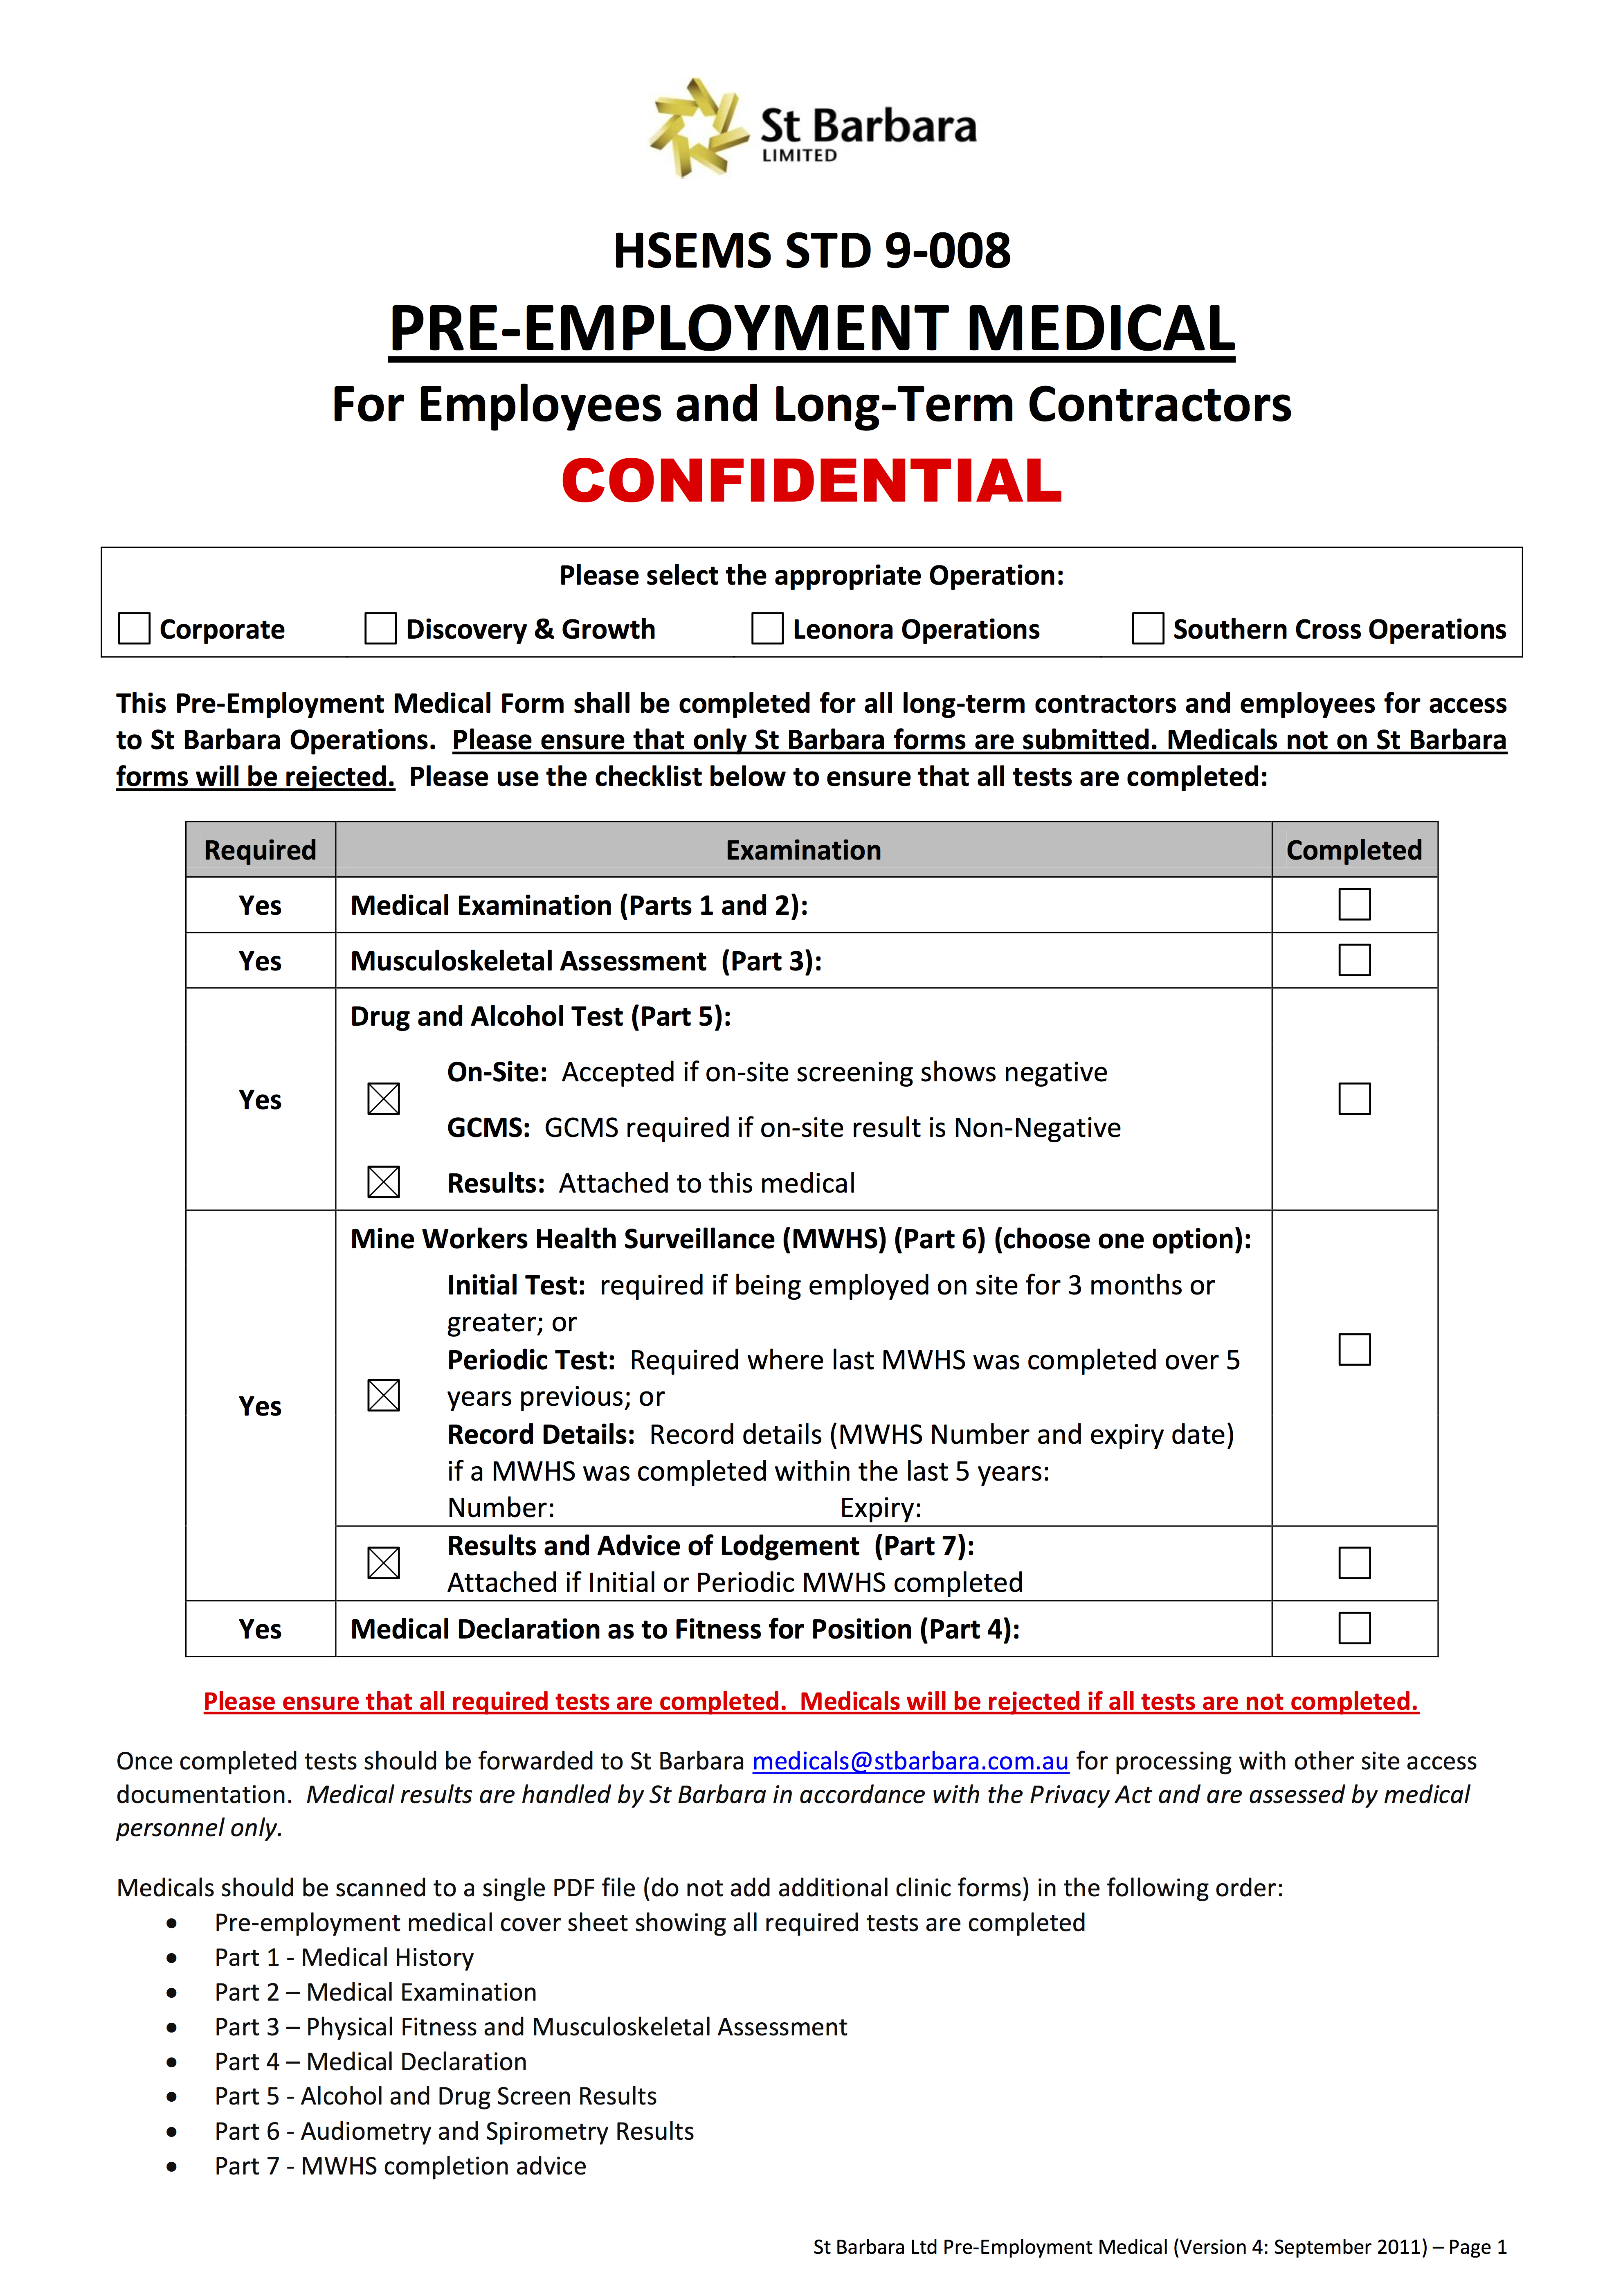 St Barbara
LIMITED
HSEMS STD 9-008
PRE-EMPLOYMENT MEDICAL
For Employees and Long-Term Contractors
CONFIDENTIAL
Please select the appropriate Operation:
☐ Corporate ☐ Discovery & Growth ☐ Leonora Operations ☐ Southern Cross Operations
This Pre-Employment Medical Form shall be completed for all long-term contractors and employees for access
to St Barbara Operations. Please ensure that only St Barbara forms are submitted. Medicals not on St Barbara
forms will be rejected. Please use the checklist below to ensure that all tests are completed:
Required Examination Completed
Yes Medical Examination (Parts 1 and 2): ☐
Yes Musculoskeletal Assessment (Part 3): ☐
Drug and Alcohol Test (Part 5):
On-Site: Accepted if on-site screening shows negative
Yes ☒ ☐
GCMS: GCMS required if on-site result is Non-Negative
☒ Results: Attached to this medical
Mine Workers Health Surveillance (MWHS) (Part 6) (choose one option):
Initial Test: required if being employed on site for 3 months or
greater; or
☐
Periodic Test: Required where last MWHS was completed over 5
years previous; or
Yes ☒
Record Details: Record details (MWHS Number and expiry date)
if a MWHS was completed within the last 5 years:
Number: Expiry:
☒ Results and Advice of Lodgement (Part 7): ☐
Attached if Initial or Periodic MWHS completed
Yes Medical Declaration as to Fitness for Position (Part 4): ☐
Please ensure that all required tests are completed. Medicals will be rejected if all tests are not completed.
Once completed tests should be forwarded to St Barbara medicals@stbarbara.com.au for processing with other site access
documentation. Medical results are handled by St Barbara in accordance with the Privacy Act and are assessed by medical
personnel only.
Medicals should be scanned to a single PDF file (do not add additional clinic forms) in the following order:
• Pre-employment medical cover sheet showing all required tests are completed
• Part 1 - Medical History
• Part 2 – Medical Examination
• Part 3 – Physical Fitness and Musculoskeletal Assessment
• Part 4 – Medical Declaration
• Part 5 - Alcohol and Drug Screen Results
• Part 6 - Audiometry and Spirometry Results
• Part 7 - MWHS completion advice
St Barbara Ltd Pre-Employment Medical (Version 4: September 2011) – Page 1